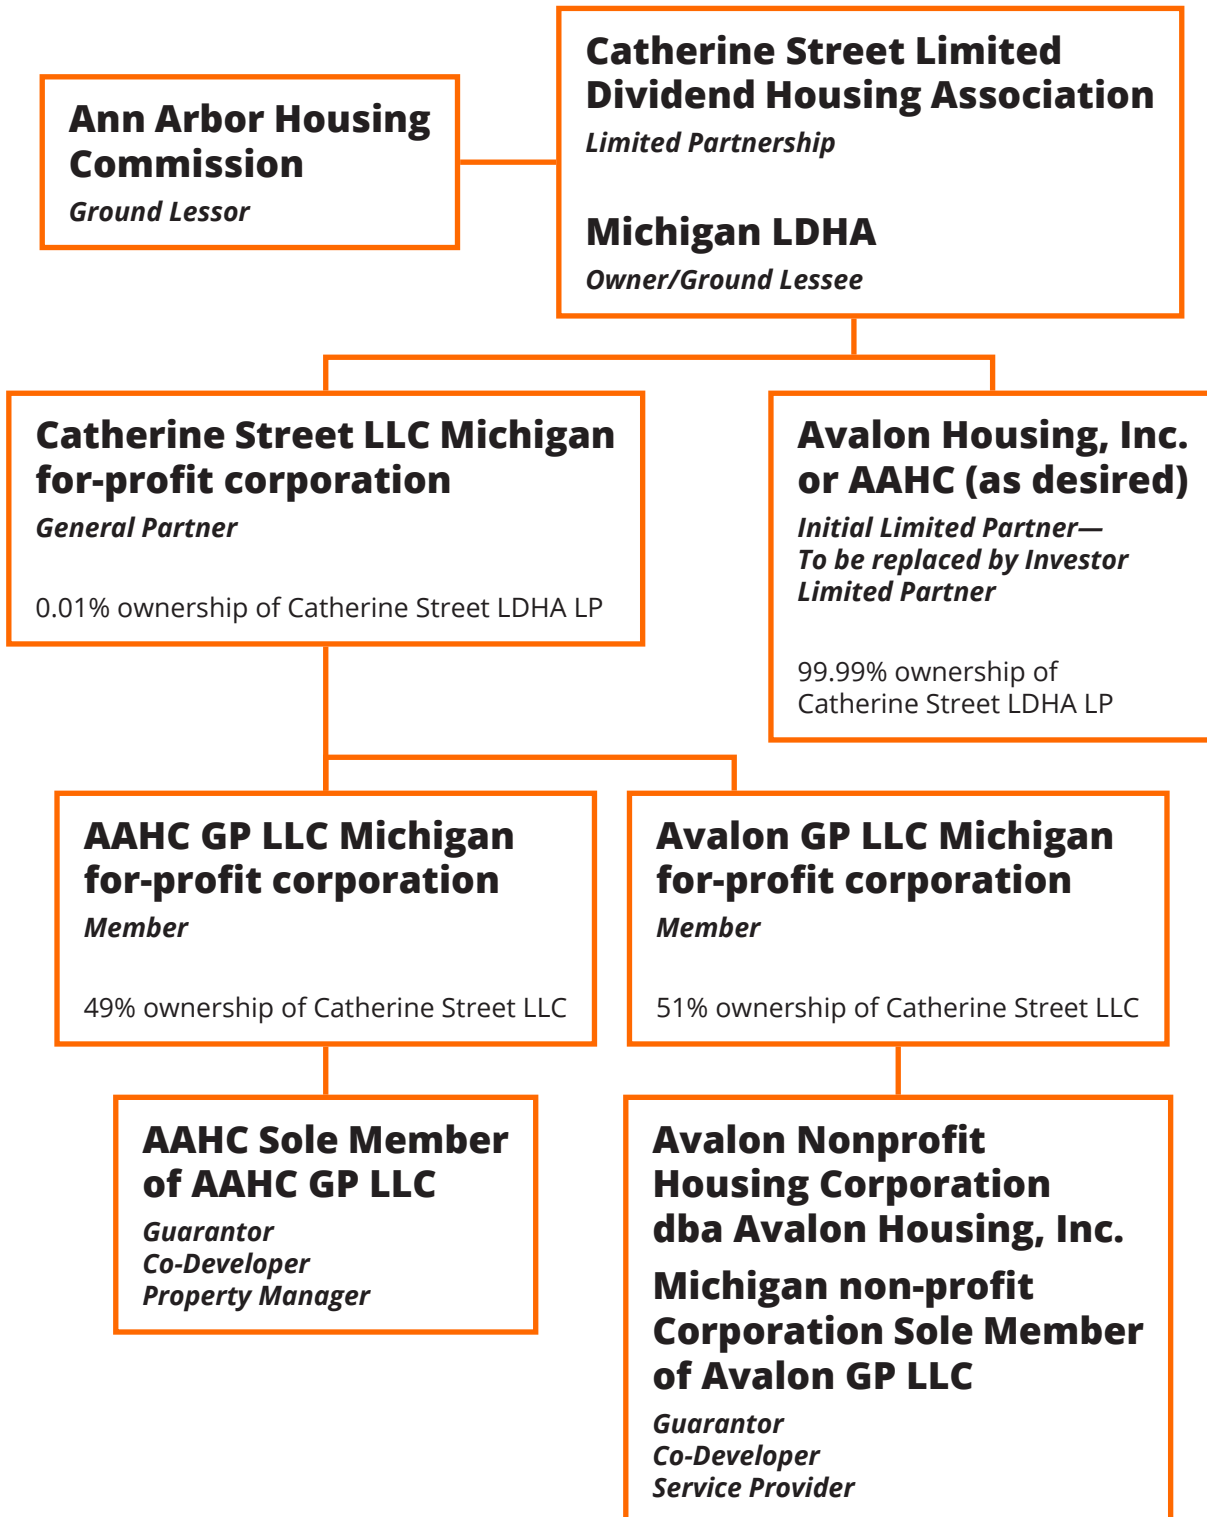 Ann Arbor Housing
Commission
Ground Lessor
Catherine Street Limited
Dividend Housing Association
Limited Partnership
Michigan LDHA
Owner/Ground Lessee
Catherine Street LLC Michigan
for-profit corporation
General Partner
0.01% ownership of Catherine Street LDHA LP
Avalon Housing, Inc.
or AAHC (as desired)
Initial Limited Partner—
To be replaced by Investor
Limited Partner
99.99% ownership of
Catherine Street LDHA LP
AAHC GP LLC Michigan
for-profit corporation
Member
49% ownership of Catherine Street LLC
Avalon GP LLC Michigan
for-profit corporation
Member
51% ownership of Catherine Street LLC
AAHC Sole Member
of AAHC GP LLC
Guarantor
Co-Developer
Property Manager
Avalon Nonprofit
Housing Corporation
dba Avalon Housing, Inc.
Michigan non-profit
Corporation Sole Member
of Avalon GP LLC
Guarantor
Co-Developer
Service Provider